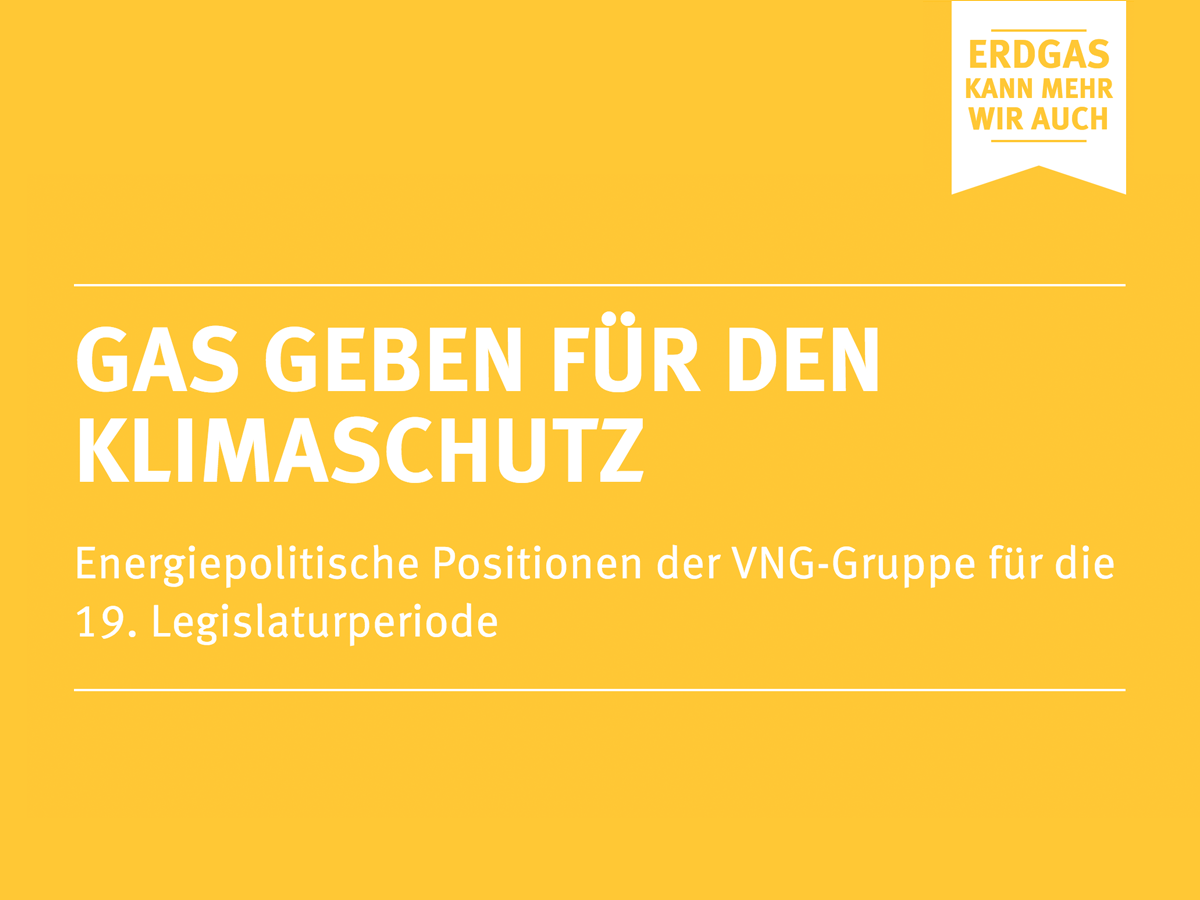 ERDGAS
KANN MEHR
WIR AUCH
GAS GEBEN FÜR DEN
KLIMASCHUTZ
Energiepolitische Positionen der VNG-Gruppe für die
19. Legislaturperiode